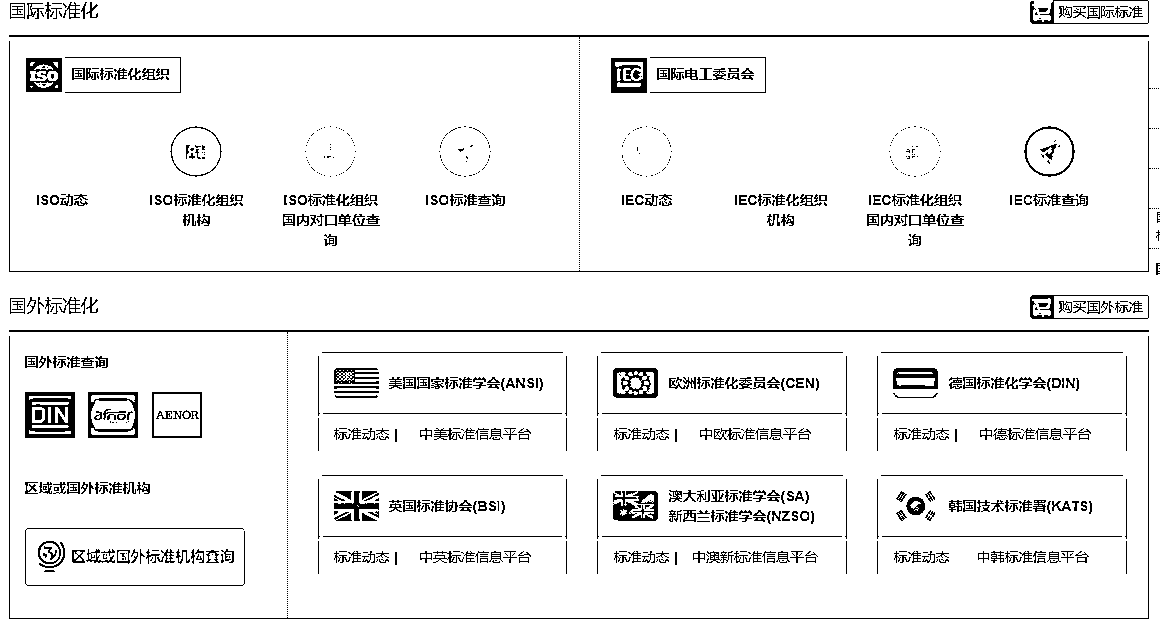 国际标准化
购买国际标准
ISO
国际标准化组织
IEC
国际电工委员会
ISO动态
ISO标准化组织
机构
ISO标准化组织
国内对口单位查
询
ISO标准查询
IEC动态
IEC标准化组织
机构
IEC标准化组织
国内对口单位查
询
IEC标准查询
国外标准化
购买国外标准
国外标准查询
DIN
afnor
AENOR
区域或国外标准机构
区域或国外标准机构查询
美国国家标准学会(ANSI)
标准动态 | 中美标准信息平台
欧洲标准化委员会(CEN)
标准动态 | 中欧标准信息平台
德国标准化学会(DIN)
标准动态 | 中德标准信息平台
英国标准协会(BSI)
标准动态 | 中英标准信息平台
澳大利亚标准学会(SA)
新西兰标准学会(NZSO)
标准动态 | 中澳新标准信息平台
韩国技术标准署(KATS)
标准动态 中韩标准信息平台